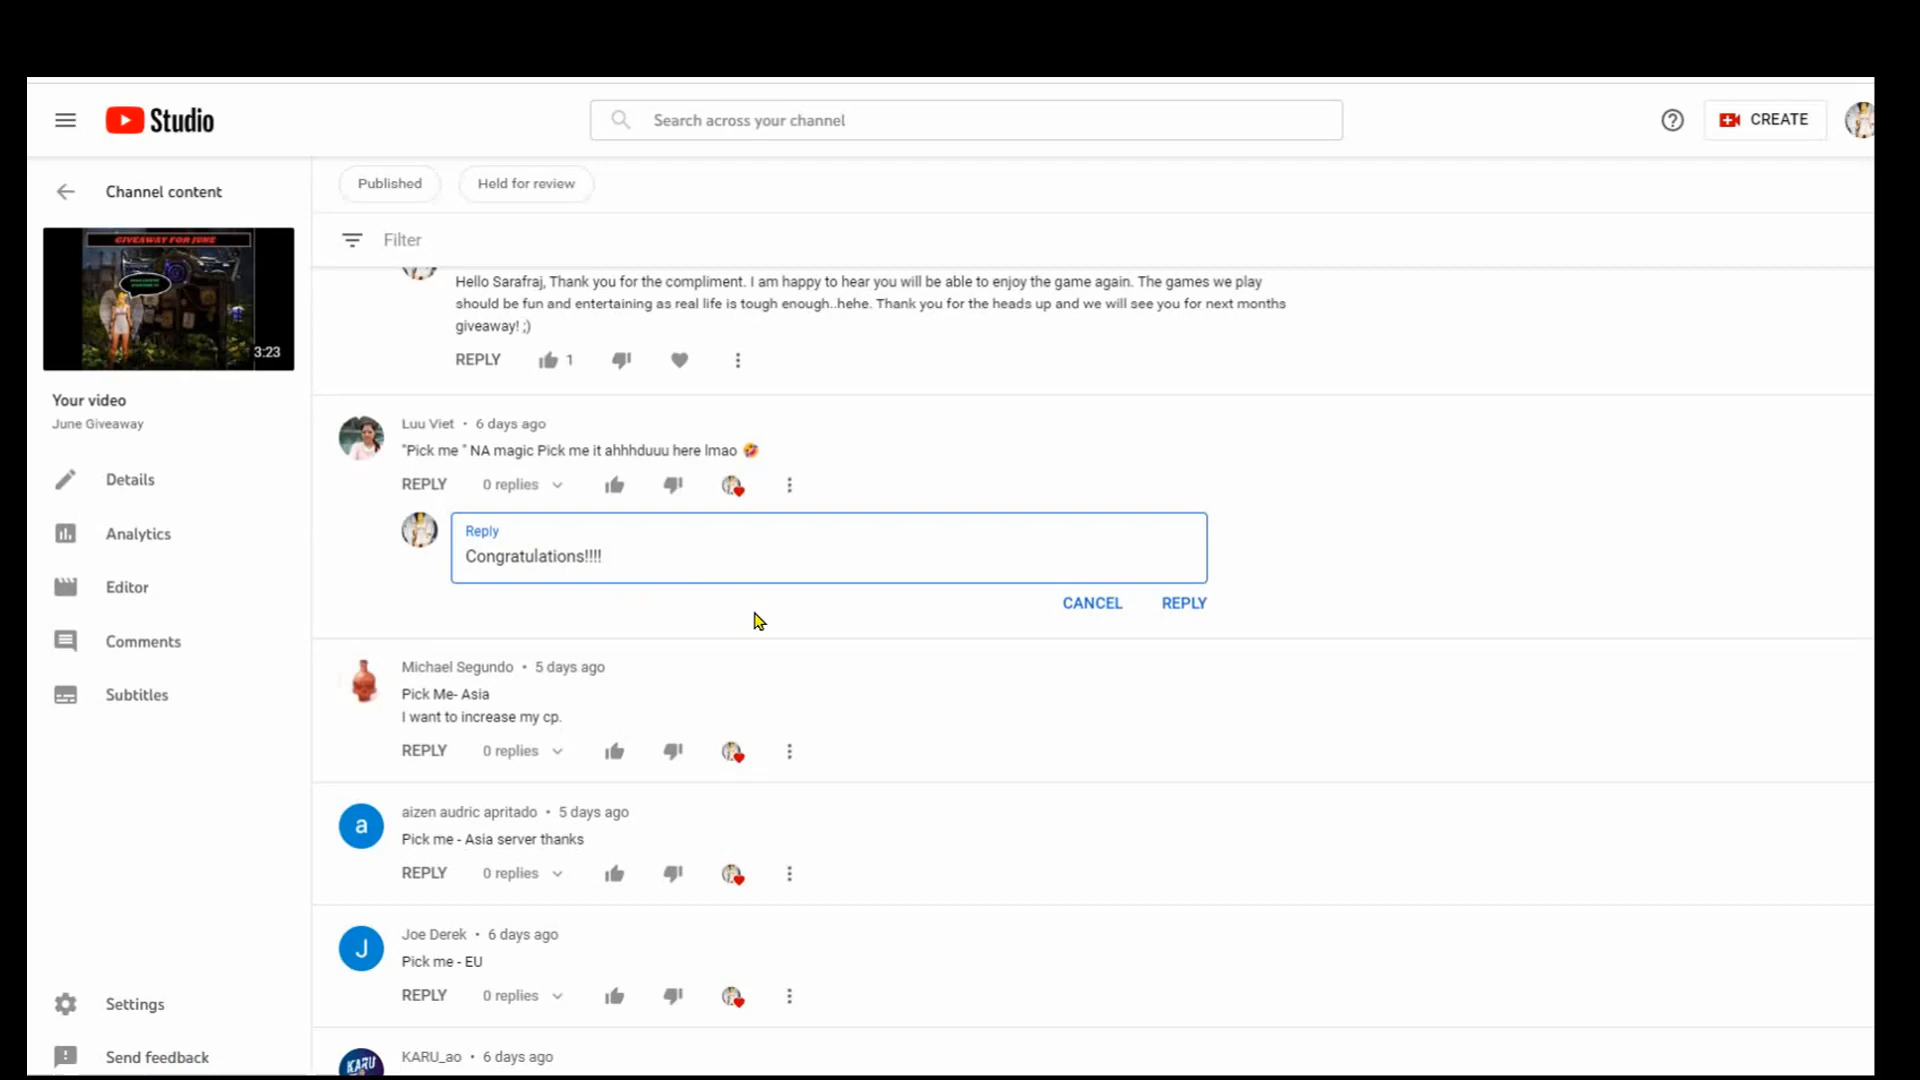 Studio
Search across your channel
CREATE
Channel content
Published
Held for review
Filter
GIVEAWAY FOR JUNE
3:23
Your video
June Giveaway
Details
Analytics
Editor
Comments
Subtitles
Settings
Send feedback
Hello Sarafraj, Thank you for the compliment. I am happy to hear you will be able to enjoy the game again. The games we play
should be fun and entertaining as real life is tough enough..hehe. Thank you for the heads up and we will see you for next months
giveaway! ;)
REPLY 1
Luu Viet • 6 days ago
"Pick me " NA magic Pick me it ahhhduuu here lmao 🤣
REPLY 0 replies
Reply
Congratulations!!!!
CANCEL REPLY
Michael Segundo • 5 days ago
Pick Me- Asia
I want to increase my cp.
REPLY 0 replies
a
aizen audric apritado • 5 days ago
Pick me - Asia server thanks
REPLY 0 replies
J
Joe Derek • 6 days ago
Pick me - EU
REPLY 0 replies
KARU
KARU_ao • 6 days ago